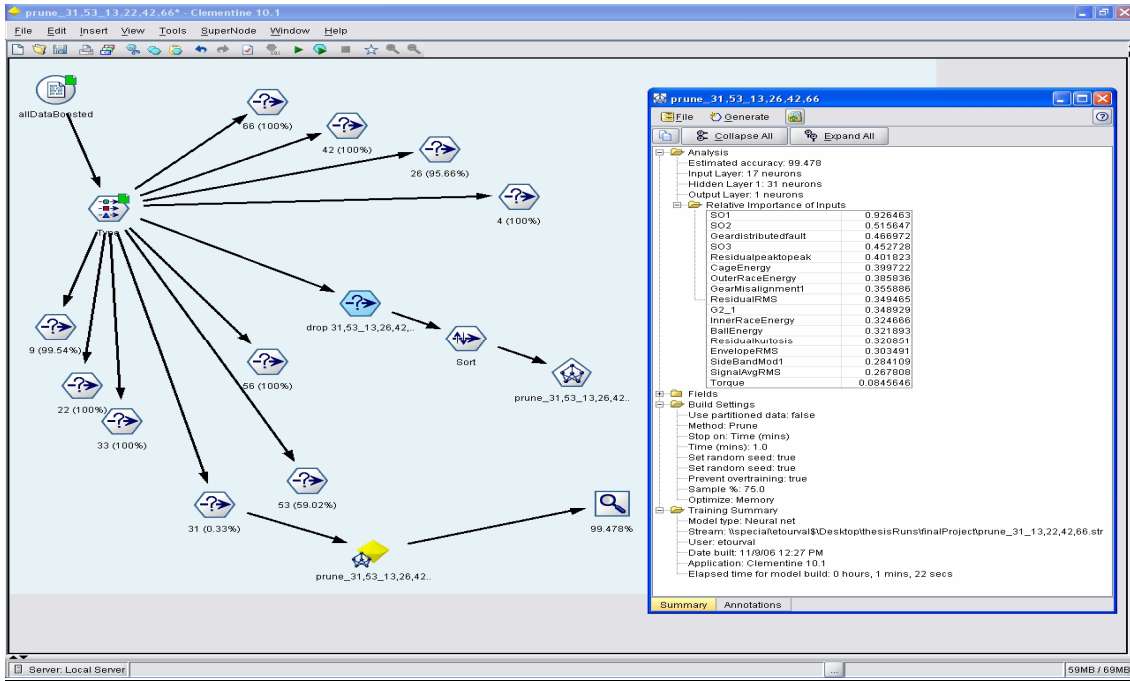 prune_31,53_13,22,42,66* - Clementine 10.1
File Edit Insert View Tools SuperNode Window Help
allDataBoosted
66 (100%)
42 (100%)
26 (95.66%)
4 (100%)
Type
drop 31,53_13,26,42,..
Sort
prune_31,53_13,26,42..
9 (99.54%)
22 (100%)
33 (100%)
56 (100%)
53 (59.02%)
31 (0.33%)
prune_31,53_13,26,42..
99.478%
prune_31,53_13,26,42,66
File Generate
Collapse All Expand All
Analysis
Estimated accuracy: 99.478
Input Layer: 17 neurons
Hidden Layer 1: 31 neurons
Output Layer: 1 neurons
Relative Importance of Inputs
SO1 0.926463
SO2 0.515647
Geardistributedfault 0.466972
SO3 0.452728
Residualpeaktopeak 0.401823
CageEnergy 0.399722
OuterRaceEnergy 0.385836
GearMisalignment1 0.355886
ResidualRMS 0.349465
G2_1 0.348929
InnerRaceEnergy 0.324666
BallEnergy 0.321893
Residualkutosis 0.320851
EnvelopeRMS 0.303491
SideBandMod1 0.284109
SignalAvgRMS 0.267808
Torque 0.0845646
Fields
Build Settings
Use partitioned data: false
Method: Prune
Stop on: Time (mins)
Time (mins): 1.0
Set random seed: true
Set random seed: true
Prevent overtraining: true
Sample %: 75.0
Optimize: Memory
Training Summary
Model type: Neural net
Stream: \\special\etourval$\Desktop\thesisRuns\finalProject\prune_31_13,22,42,66.str
User: etourval
Date built: 11/9/06 12:27 PM
Application: Clementine 10.1
Elapsed time for model build: 0 hours, 1 mins, 22 secs
Summary Annotations
Server: Local Server
...
59MB / 69MB